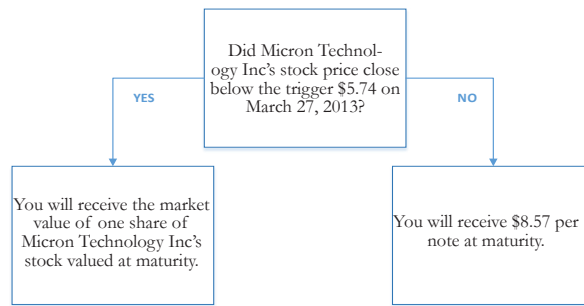 Did Micron Technol-
ogy Inc's stock price close
below the trigger $5.74 on
March 27, 2013?
YES
NO
You will receive the market
value of one share of
Micron Technology Inc's
stock valued at maturity.
You will receive $8.57 per
note at maturity.